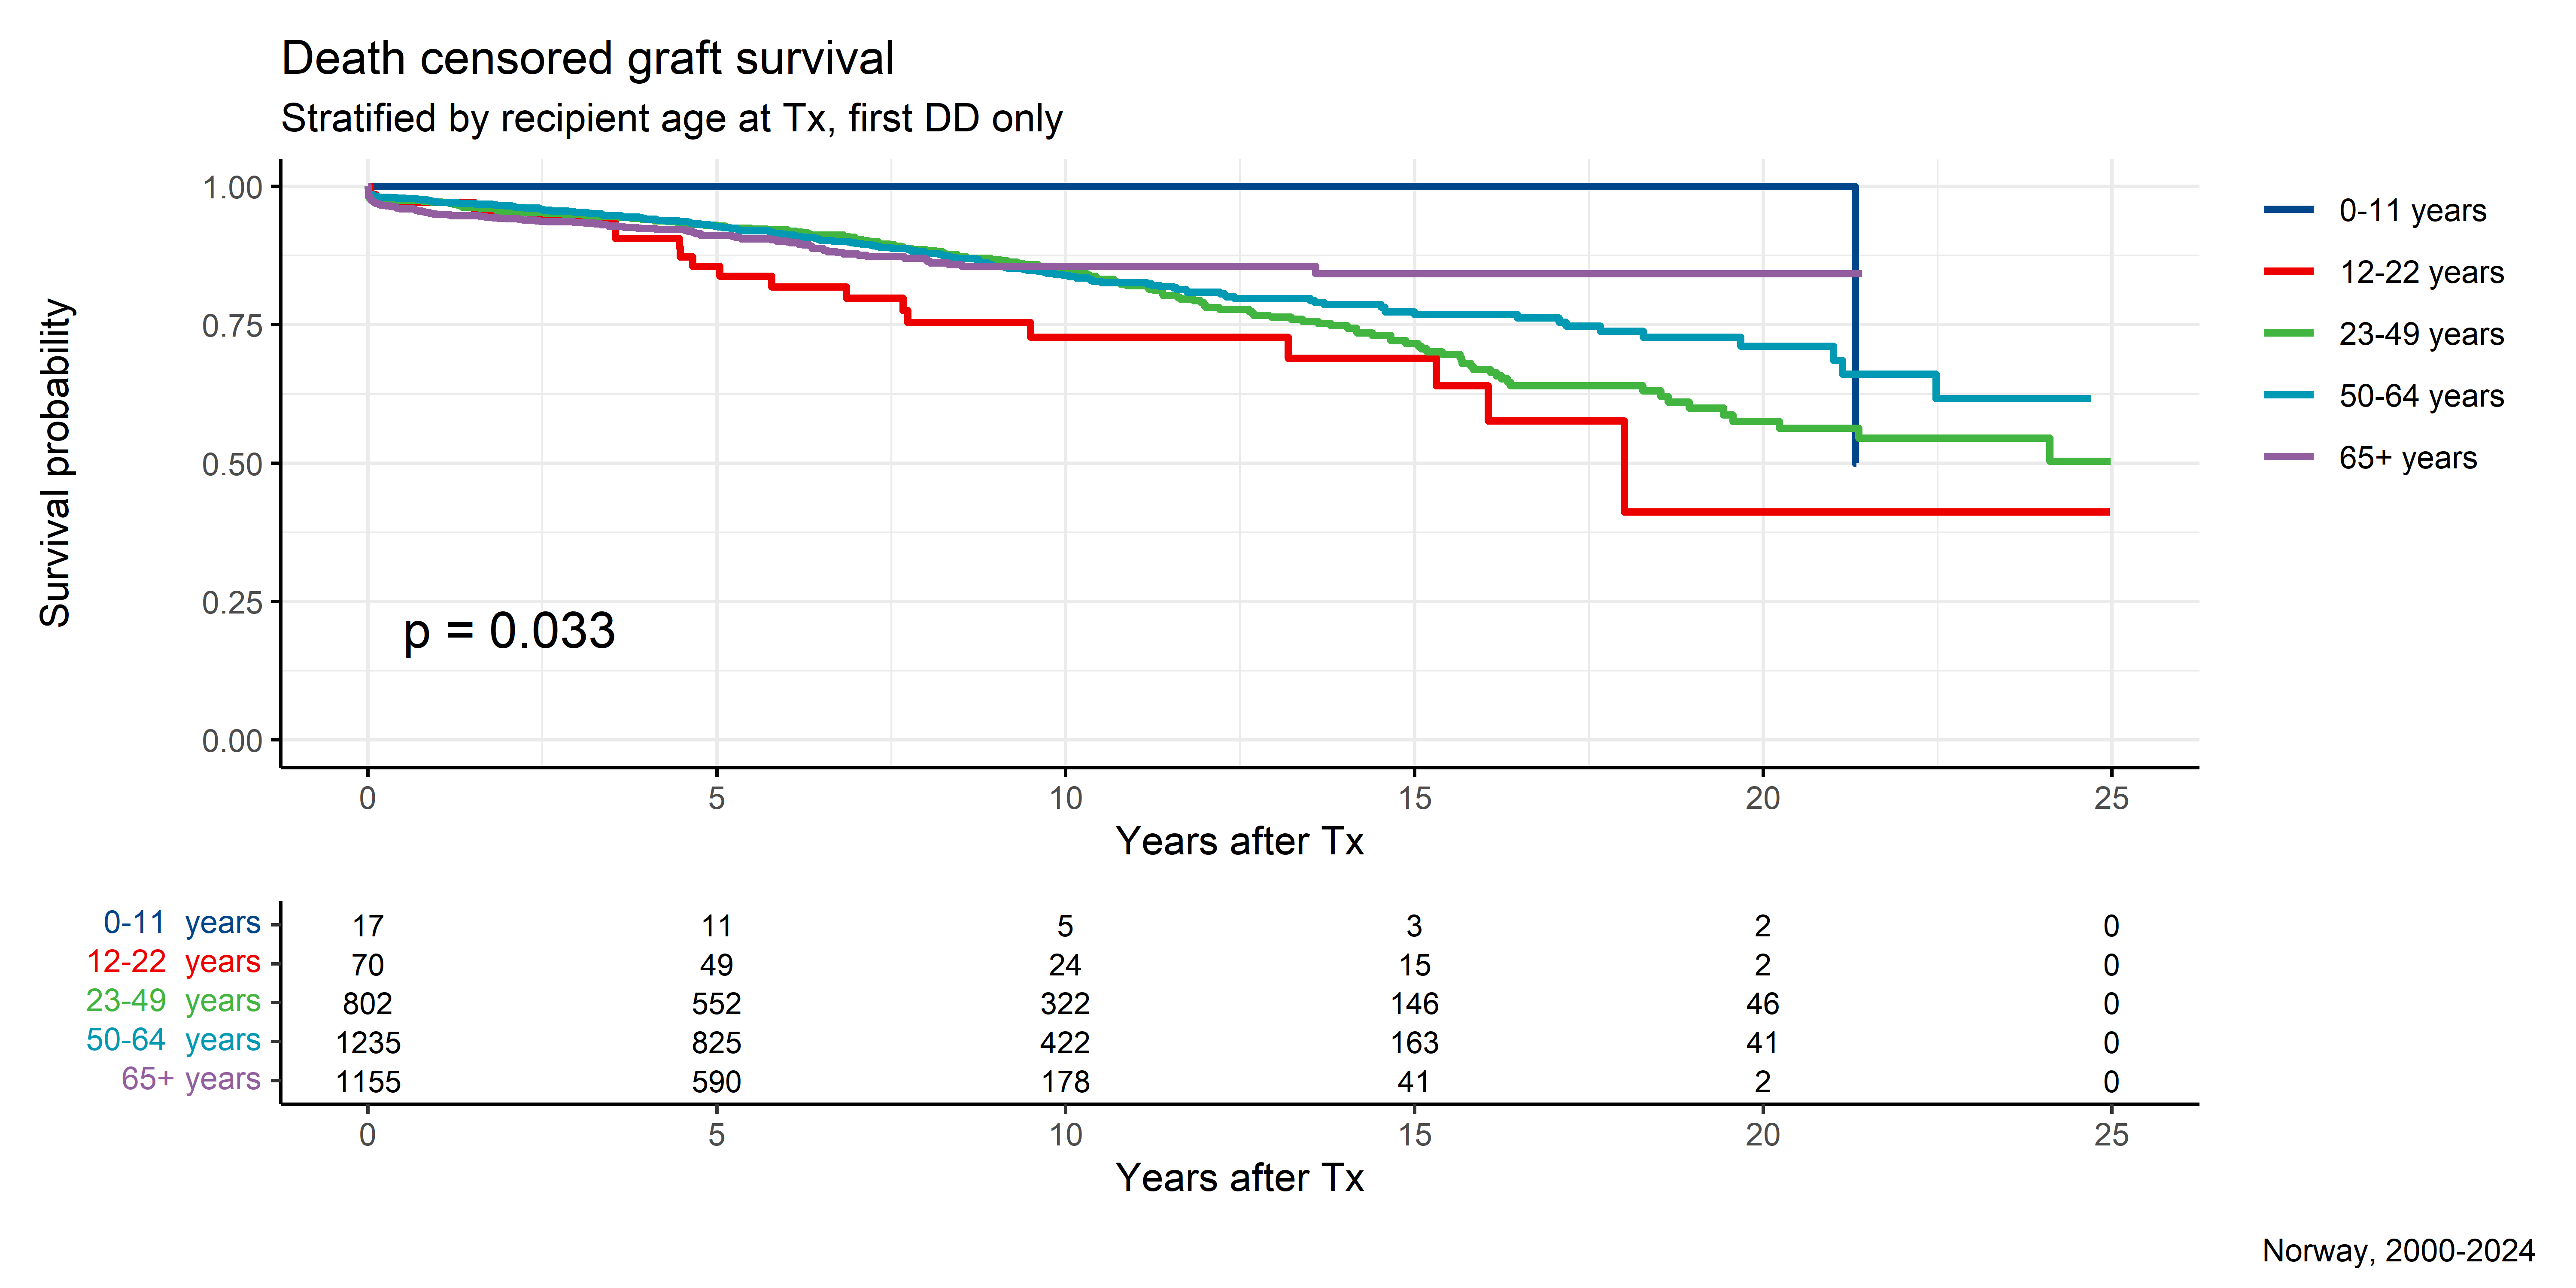 Death censored graft survival
Stratified by recipient age at Tx, first DD only
Survival probability
1.00
0.75
0.50
0.25
0.00
p = 0.033
0 5 10 15 20 25
Years after Tx
0-11 years
12-22 years
23-49 years
50-64 years
65+ years
0-11 years 17 11 5 3 2 0
12-22 years 70 49 24 15 2 0
23-49 years 802 552 322 146 46 0
50-64 years 1235 825 422 163 41 0
65+ years 1155 590 178 41 2 0
0 5 10 15 20 25
Years after Tx
Norway, 2000-2024